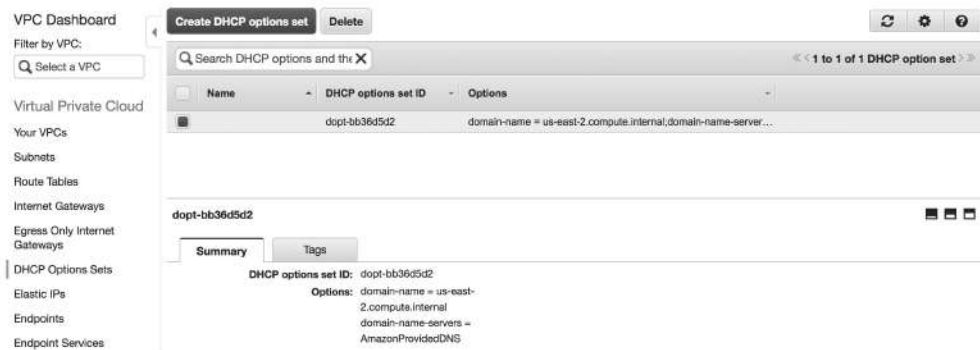 VPC Dashboard
Filter by VPC:
Select a VPC
Virtual Private Cloud
Your VPCs
Subnets
Route Tables
Internet Gateways
Egress Only Internet
Gateways
DHCP Options Sets
Elastic IPs
Endpoints
Endpoint Services
Create DHCP options set Delete
Search DHCP options and the
1 to 1 of 1 DHCP option set
Name DHCP options set ID Options
dopt-bb36d5d2 domain-name = us-east-2.compute.internal;domain-name-server...
dopt-bb36d5d2
Summary Tags
DHCP options set ID: dopt-bb36d5d2
Options: domain-name = us-east-
2.compute.internal
domain-name-servers =
AmazonProvidedDNS